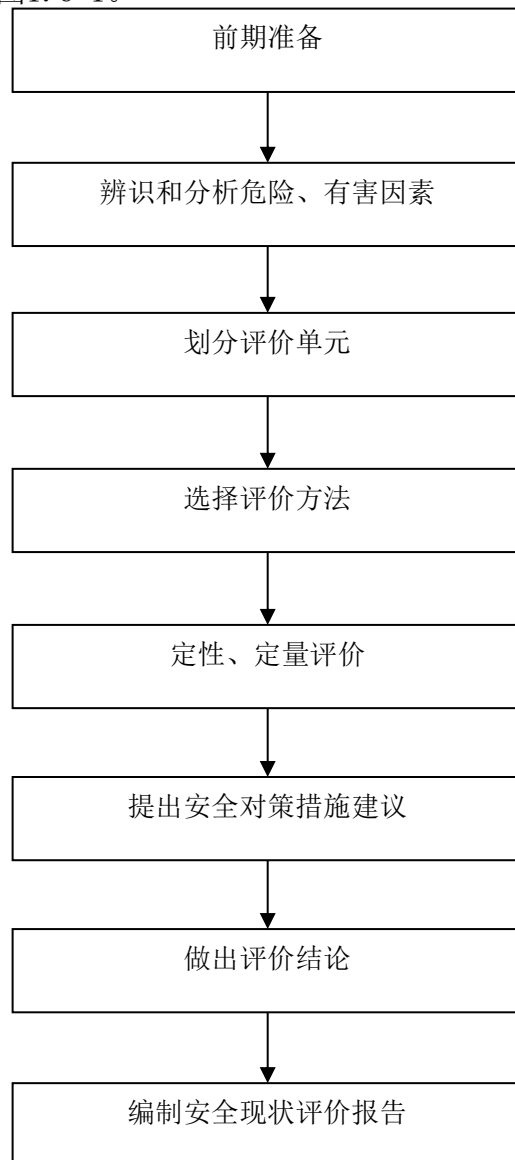 前期准备
辨识和分析危险、有害因素
划分评价单元
选择评价方法
定性、定量评价
提出安全对策措施建议
做出评价结论
编制安全现状评价报告